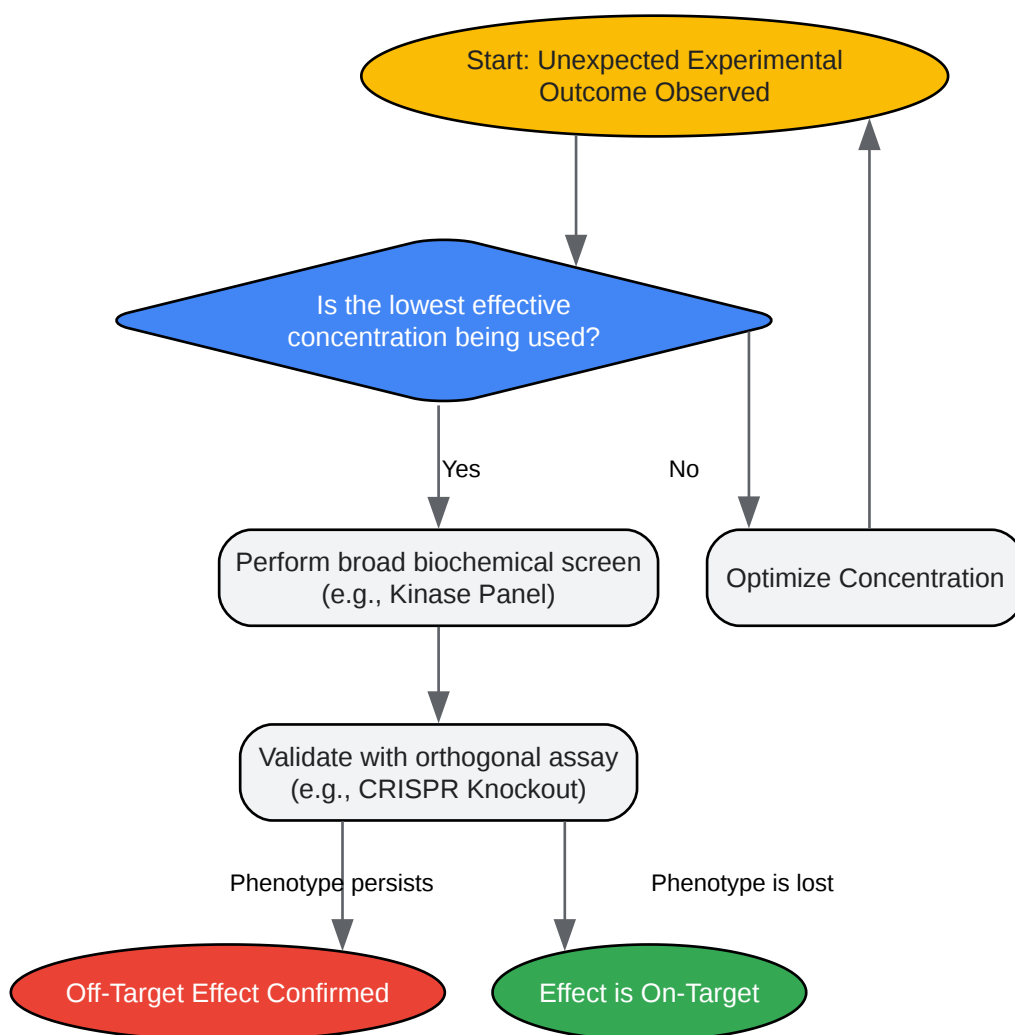 Start: Unexpected Experimental
Outcome Observed
Is the lowest effective
concentration being used?
Yes
No
Perform broad biochemical screen
(e.g., Kinase Panel)
Optimize Concentration
Validate with orthogonal assay
(e.g., CRISPR Knockout)
Phenotype persists
Phenotype is lost
Off-Target Effect Confirmed
Effect is On-Target